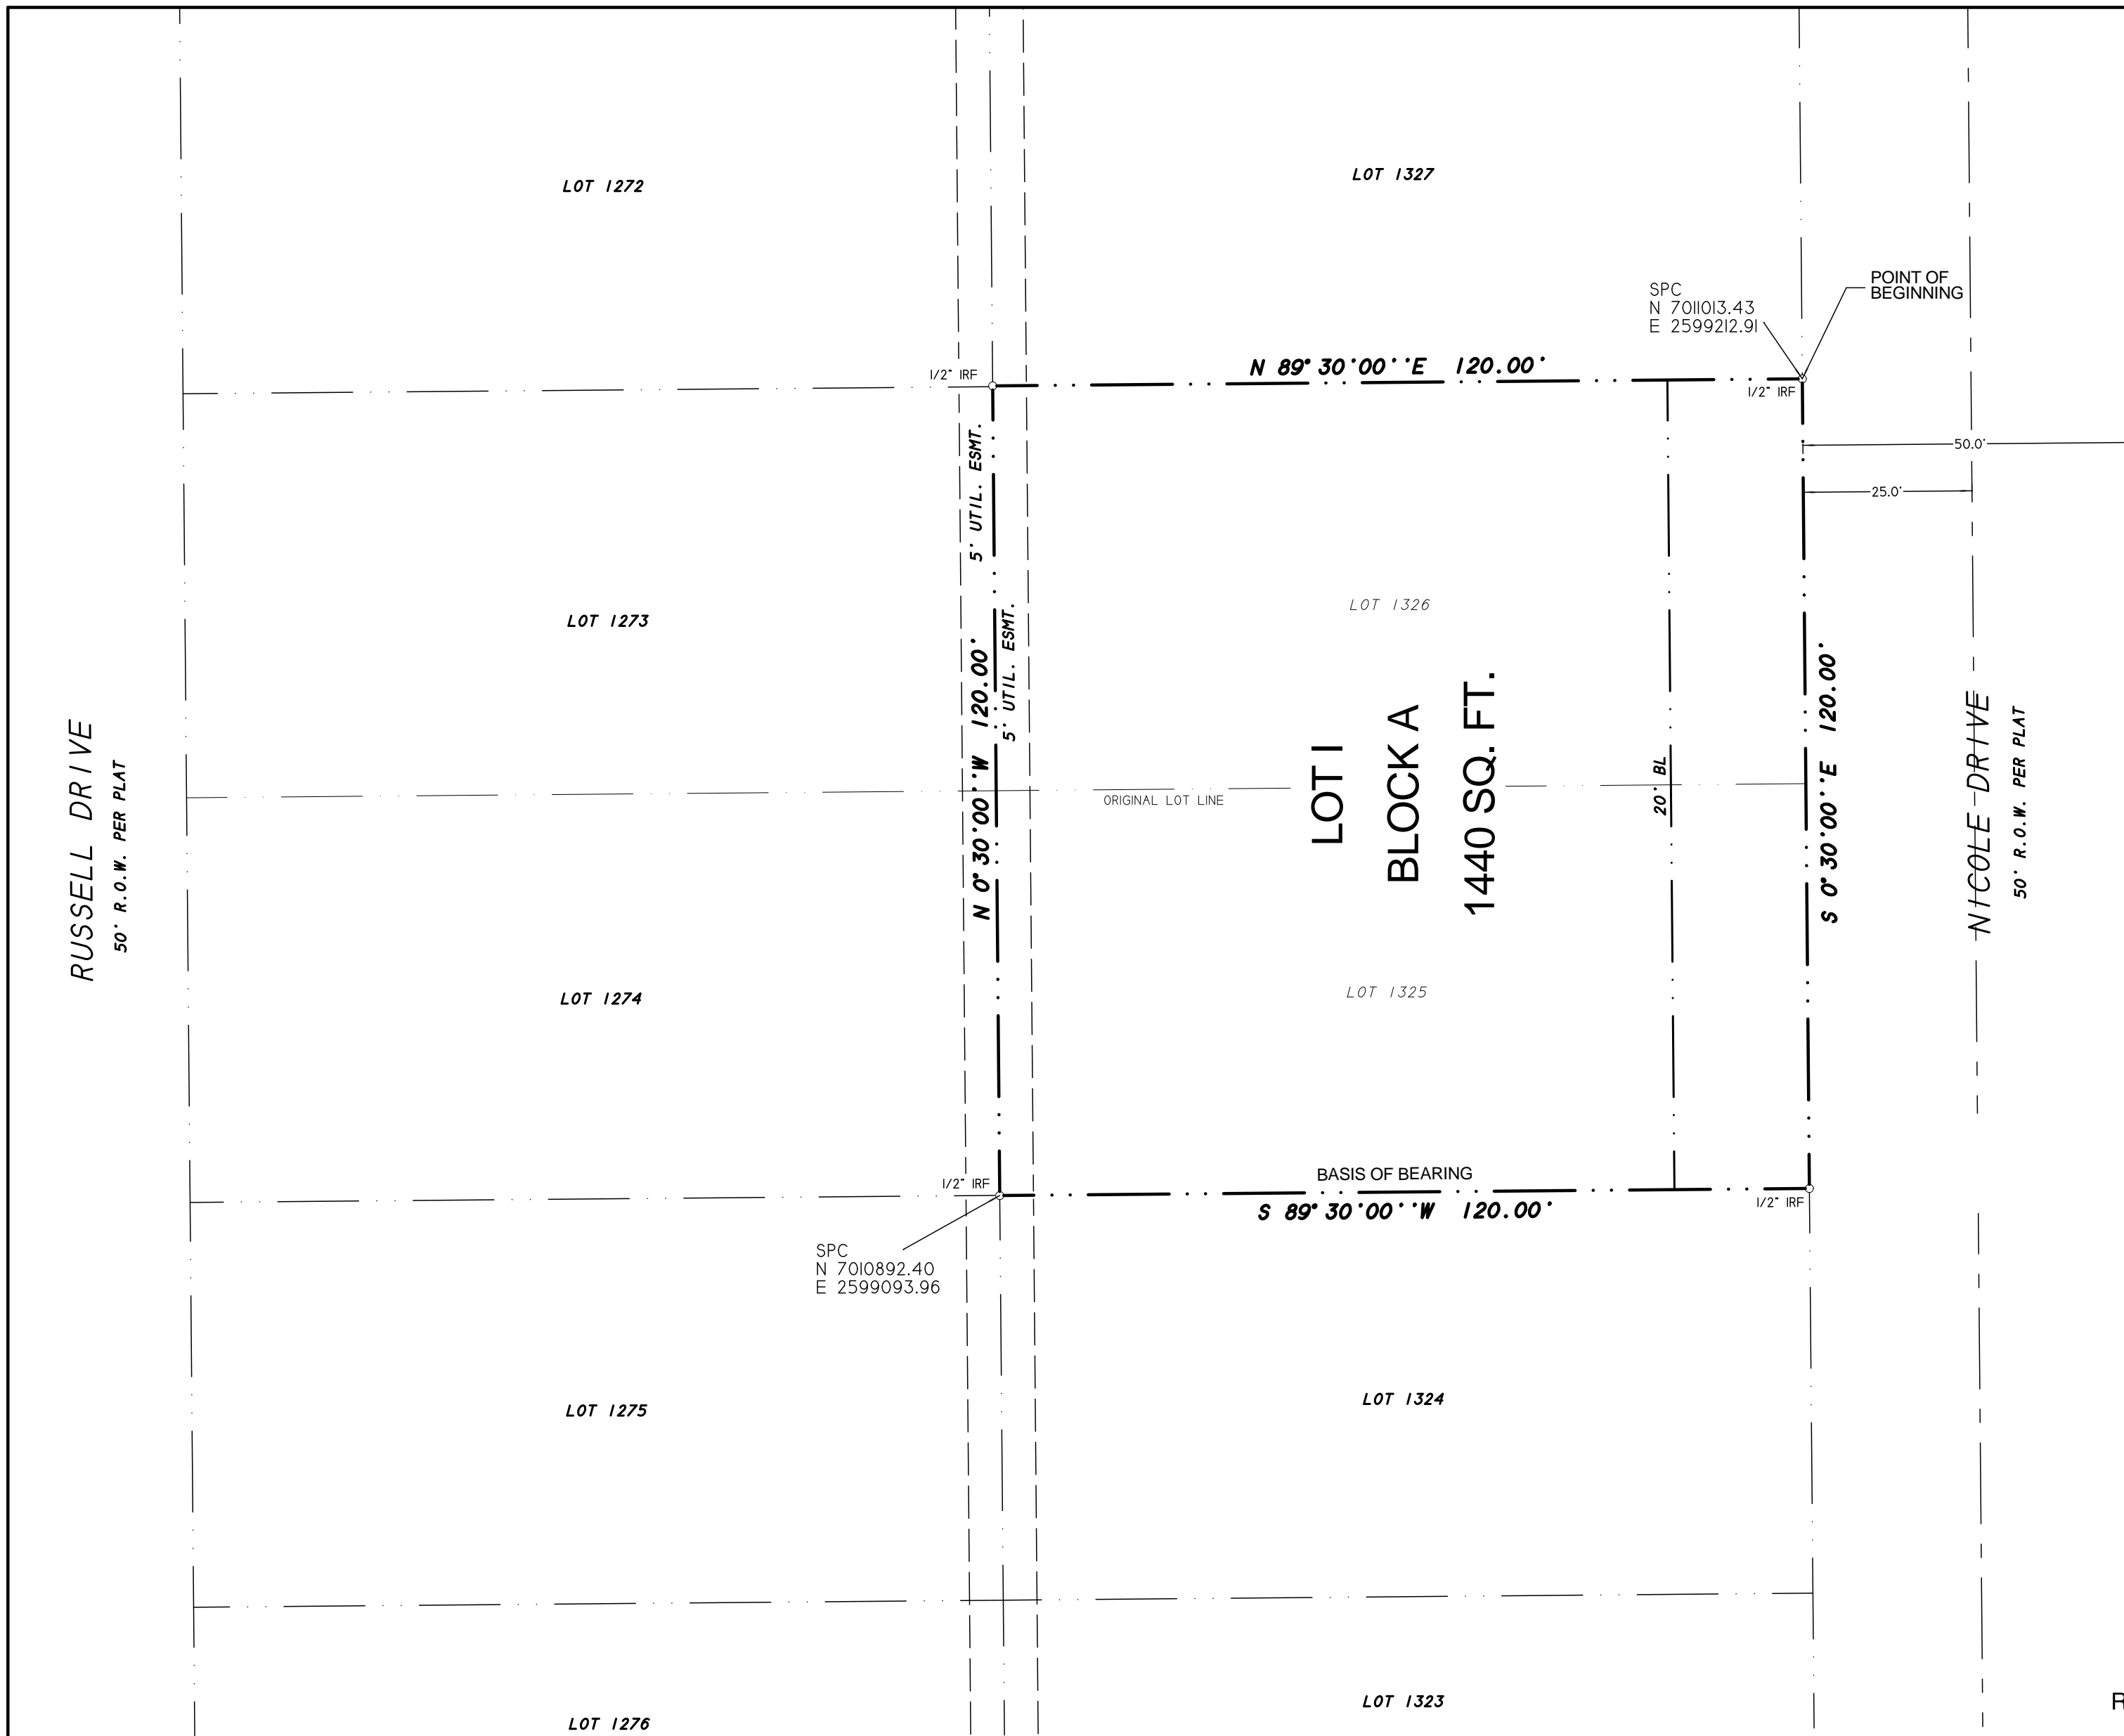 LOT 1272
LOT 1327
SPC
N 7011013.43
E 2599212.91
POINT OF
BEGINNING
1/2" IRF
N 89° 30'00''E 120.00'
1/2" IRF
50.0'
25.0'
5' UTIL. ESMT.
5' UTIL. ESMT.
N 0° 30'00''W 120.00'
LOT 1273
LOT 1326
RUSSELL DRIVE
50' R.O.W. PER PLAT
LOT 1
BLOCK A
1440 SQ. FT.
20' BL
S 0° 30'00''E 120.00'
NICOLE DRIVE
50' R.O.W. PER PLAT
ORIGINAL LOT LINE
LOT 1274
LOT 1325
1/2" IRF
BASIS OF BEARING
S 89° 30'00''W 120.00'
1/2" IRF
SPC
N 7010892.40
E 2599093.96
LOT 1275
LOT 1324
LOT 1276
LOT 1323
R